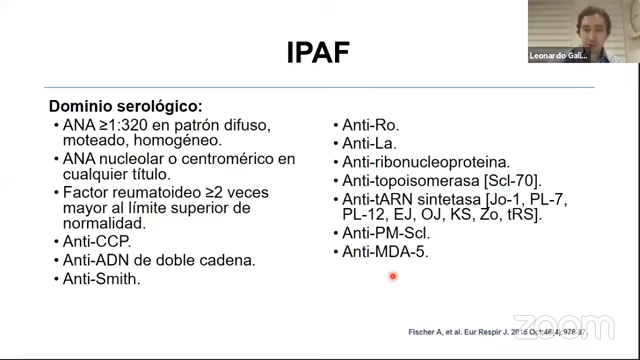 IPAF
Leonardo Gali...
Dominio serológico:
• ANA ≥1:320 en patrón difuso,
moteado, homogéneo.
• ANA nucleolar o centromérico en
cualquier título.
• Factor reumatoideo ≥2 veces
mayor al límite superior de
normalidad.
• Anti-CCP.
• Anti-ADN de doble cadena.
• Anti-Smith.
• Anti-Ro.
• Anti-La.
• Anti-ribonucleoproteina.
• Anti-topoisomerasa [Scl-70].
• Anti-tARN sintetasa [Jo-1, PL-7,
PL-12, EJ, OJ, KS, Zo, tRS].
• Anti-PM-Scl.
• Anti-MDA-5.
zoom
Fischer A, et al. Eur Respir J. 2015 Oct;46(4):976-87.